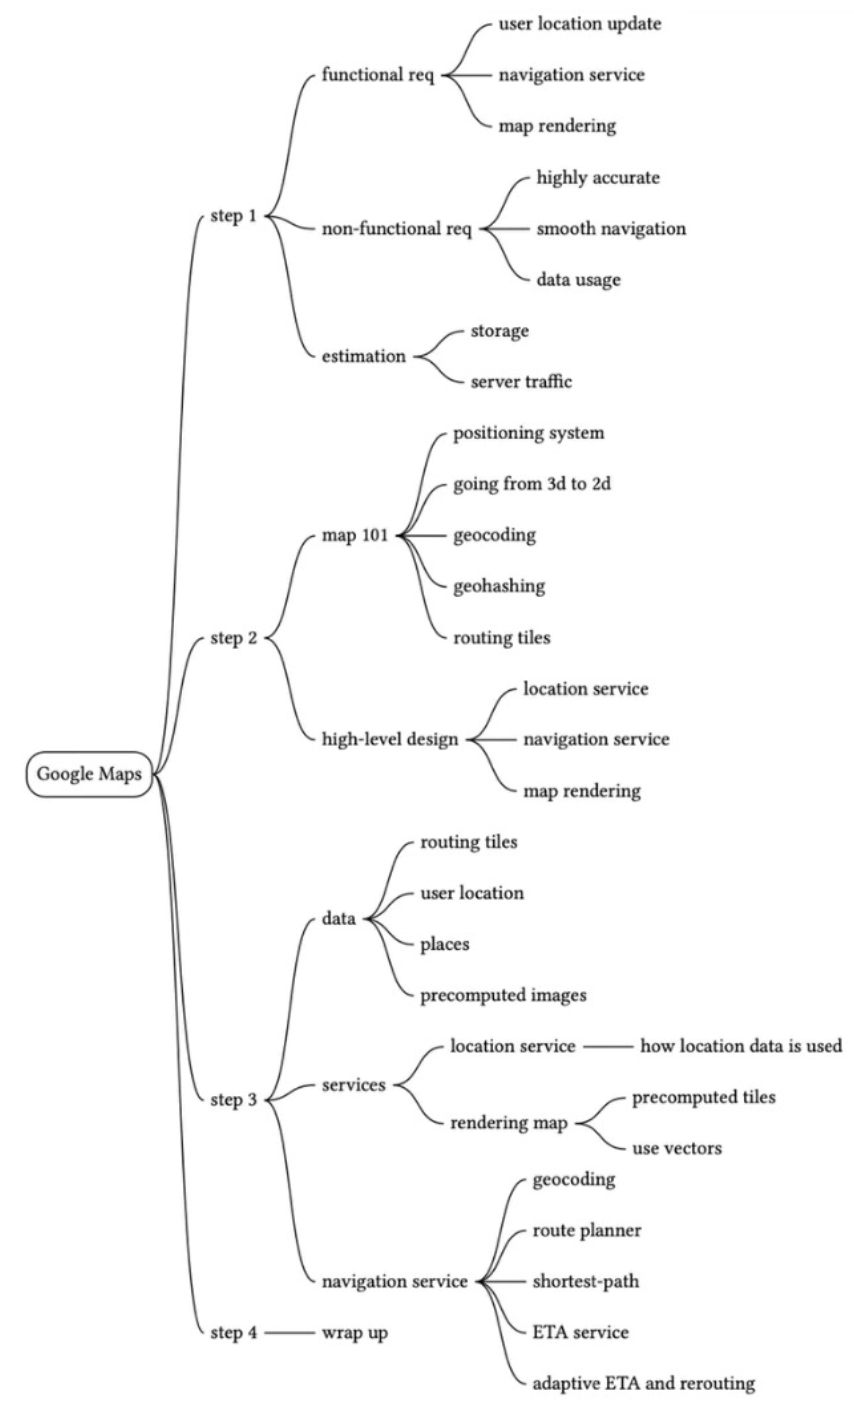 user location update
functional req
navigation service
map rendering
highly accurate
step 1
non-functional req
smooth navigation
data usage
storage
estimation
server traffic
positioning system
going from 3d to 2d
map 101
geocoding
geohashing
step 2
routing tiles
location service
high-level design
navigation service
Google Maps
map rendering
routing tiles
user location
data
places
precomputed images
location service
how location data is used
services
step 3
precomputed tiles
rendering map
use vectors
geocoding
route planner
navigation service
shortest-path
step 4
wrap up
ETA service
adaptive ETA and rerouting